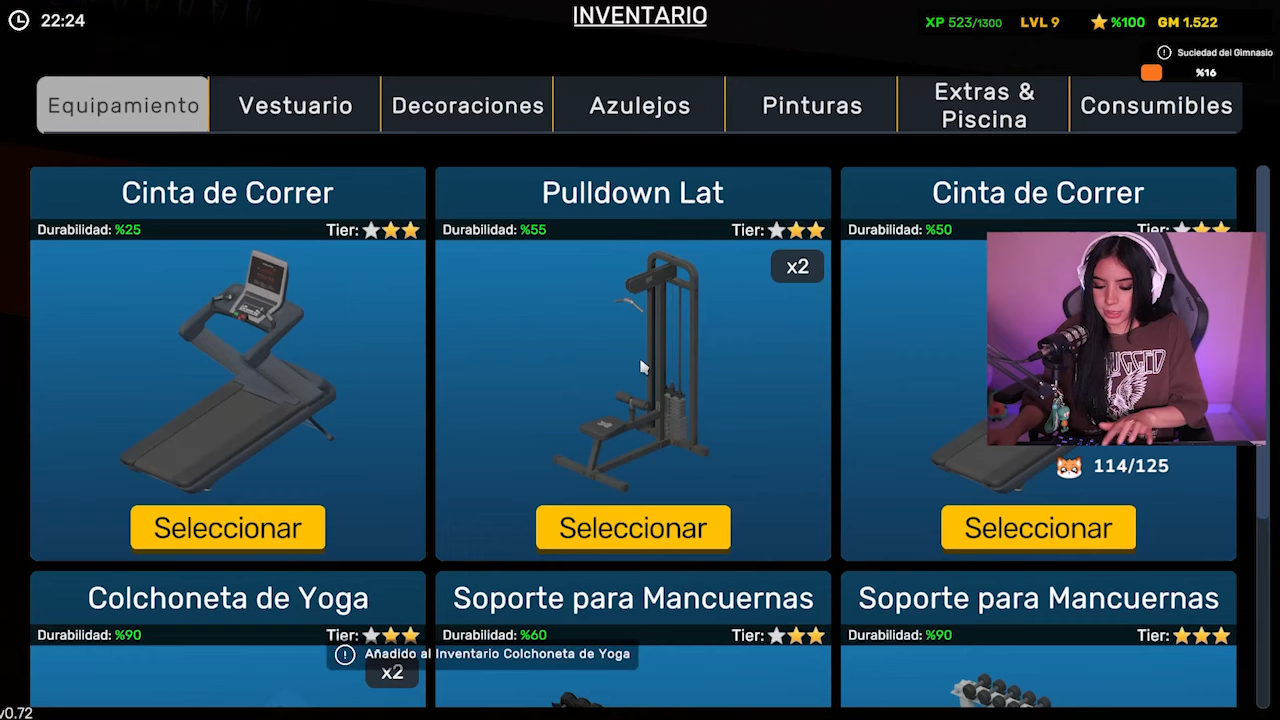 22:24
INVENTARIO
XP 523/1300 LVL 9 %100 GM 1.522
Suciedad del Gimnasio
%16
Equipamiento
Vestuario
Decoraciones
Azulejos
Pinturas
Extras &
Piscina
Consumibles
Cinta de Correr
Durabilidad: %25 Tier:
Seleccionar
Pulldown Lat
Durabilidad: %55 Tier:
x2
Seleccionar
Cinta de Correr
Durabilidad: %50 Tier:
114/125
Seleccionar
Colchoneta de Yoga
Durabilidad: %90 Tier:
x2
Soporte para Mancuernas
Durabilidad: %60 Tier:
Soporte para Mancuernas
Durabilidad: %90 Tier:
Añadido al Inventario Colchoneta de Yoga
v0.72